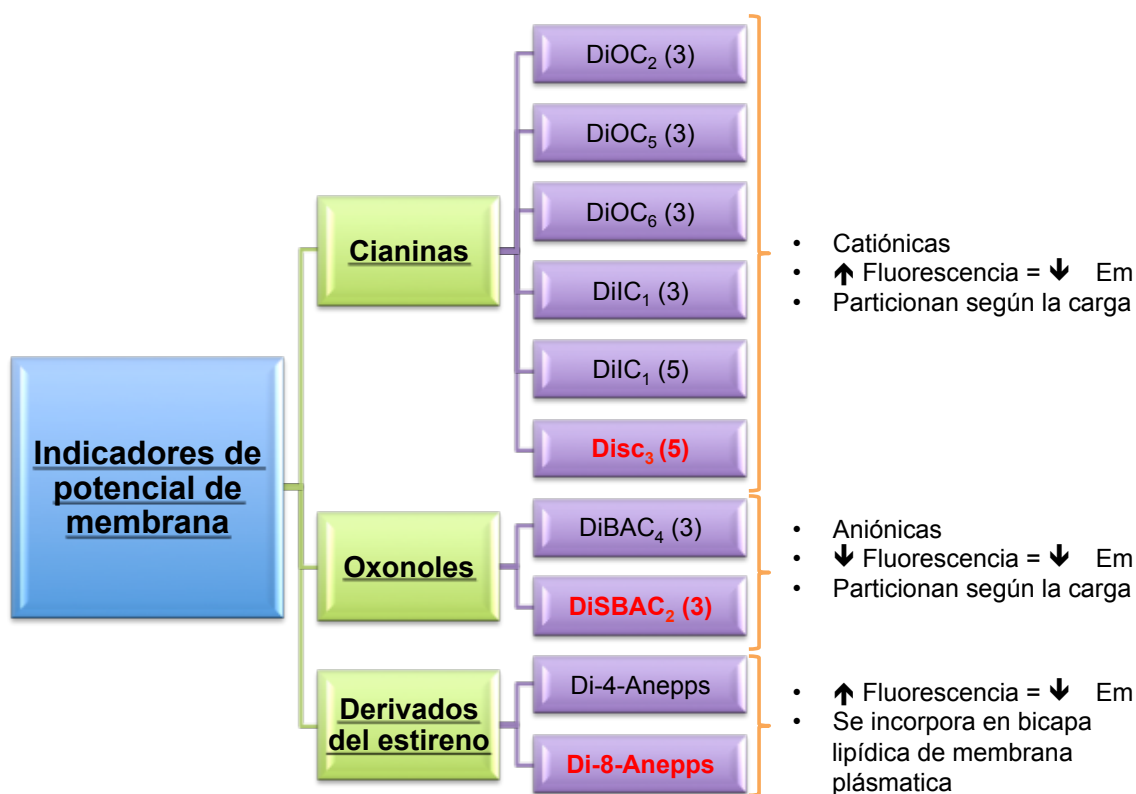 Indicadores de
potencial de
membrana
Cianinas
DiOC₂ (3)
DiOC₅ (3)
DiOC₆ (3)
DiIC₁ (3)
DiIC₁ (5)
Disc₃ (5)
• Catiónicas
• ↑ Fluorescencia = ↓ Em
• Particionan según la carga
Oxonoles
DiBAC₄ (3)
DiSBAC₂ (3)
• Aniónicas
• ↓ Fluorescencia = ↓ Em
• Particionan según la carga
Derivados
del estireno
Di-4-Anepps
Di-8-Anepps
• ↑ Fluorescencia = ↓ Em
• Se incorpora en bicapa
lipídica de membrana
plásmatica